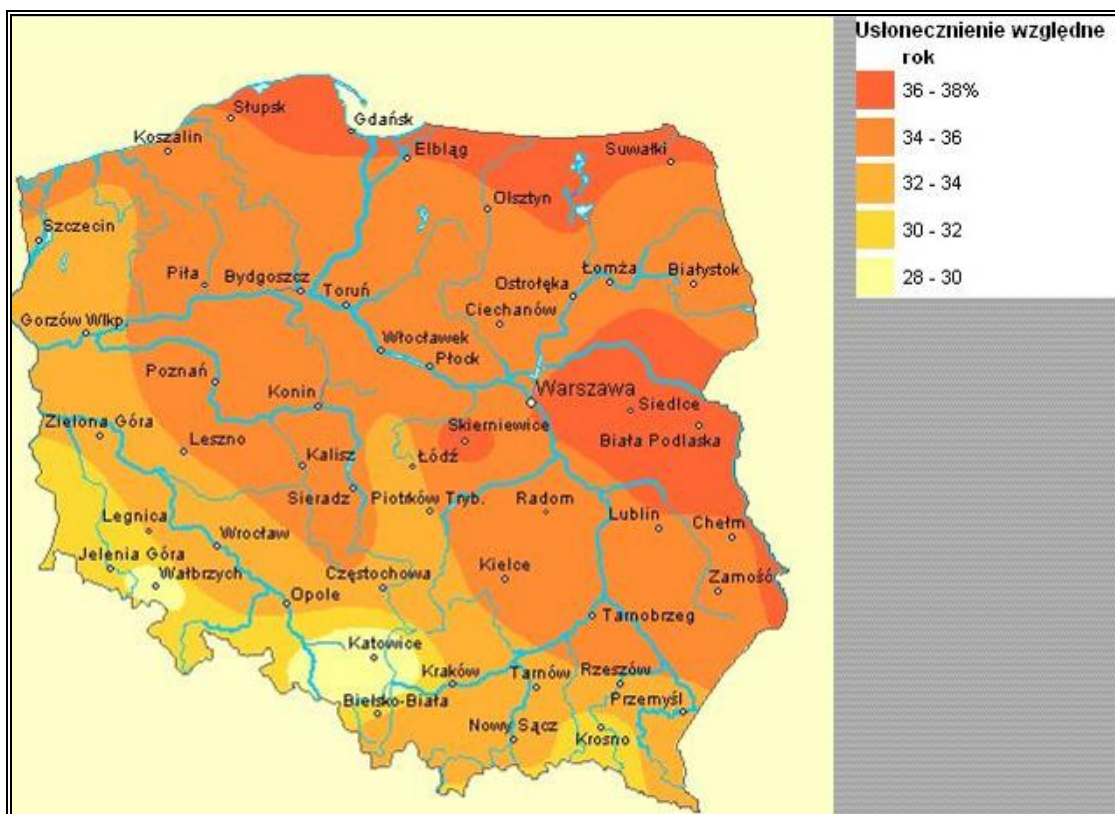 Usłonecznienie względne
rok
36 - 38%
34 - 36
32 - 34
30 - 32
28 - 30
Słupsk
Gdańsk
Koszalin
Elbląg
Suwałki
Olsztyn
Szczecin
Piła
Bydgoszcz
Toruń
Ostrołęka
Łomża
Białystok
Ciechanów
Gorzów Wlkp.
Włocławek
Płock
Poznań
Konin
Warszawa
Siedlce
Zielona Góra
Leszno
Skierniewice
Biała Podlaska
Kalisz
Łódź
Sieradz
Piotrków Tryb.
Radom
Lublin
Chełm
Legnica
Wrocław
Jelenia Góra
Wałbrzych
Częstochowa
Kielce
Zamość
Opole
Tarnobrzeg
Katowice
Kraków
Tarnów
Rzeszów
Bielsko-Biała
Przemyśl
Nowy Sącz
Krosno